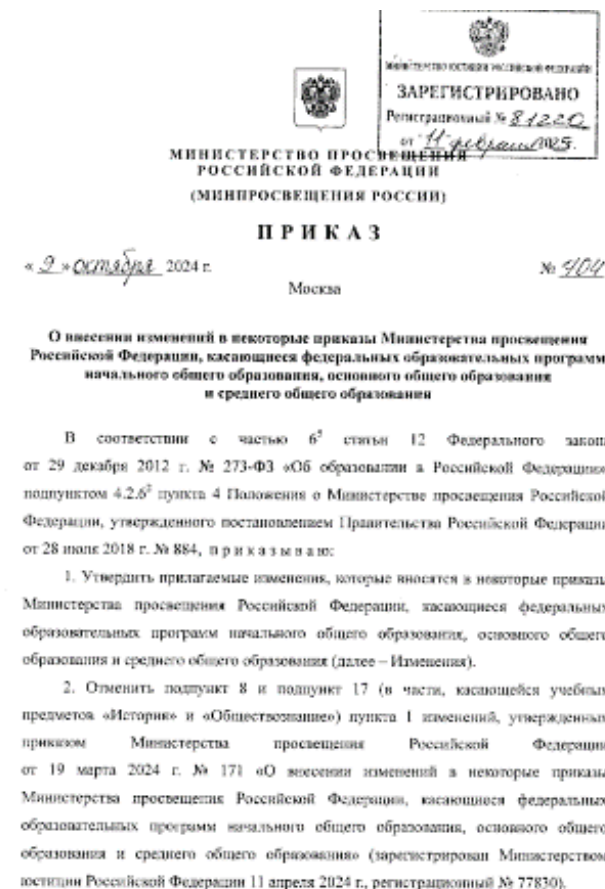 МИНИСТЕРСТВО ЮСТИЦИИ РОССИЙСКОЙ ФЕДЕРАЦИИ
ЗАРЕГИСТРИРОВАНО
Регистрационный № 81220
от "11" февраля 2025.
МИНИСТЕРСТВО ПРОСВЕЩЕНИЯ
РОССИЙСКОЙ ФЕДЕРАЦИИ
(МИНПРОСВЕЩЕНИЯ РОССИИ)
ПРИКАЗ
« 9 » октября 2024 г.
№ 404
Москва
О внесении изменений в некоторые приказы Министерства просвещения
Российской Федерации, касающиеся федеральных образовательных программ
начального общего образования, основного общего образования
и среднего общего образования
В соответствии с частью 6⁵ статьи 12 Федерального закона
от 29 декабря 2012 г. № 273-ФЗ «Об образовании в Российской Федерации»
подпунктом 4.2.6² пункта 4 Положения о Министерстве просвещения Российской
Федерации, утвержденного постановлением Правительства Российской Федерации
от 28 июля 2018 г. № 884, приказываю:
1. Утвердить прилагаемые изменения, которые вносятся в некоторые приказы
Министерства просвещения Российской Федерации, касающиеся федеральных
образовательных программ начального общего образования, основного общего
образования и среднего общего образования (далее – Изменения).
2. Отменить подпункт 8 и подпункт 17 (в части, касающейся учебных
предметов «История» и «Обществознание») пункта 1 изменений, утвержденных
приказом Министерства просвещения Российской Федерации
от 19 марта 2024 г. № 171 «О внесении изменений в некоторые приказы
Министерства просвещения Российской Федерации, касающиеся федеральных
образовательных программ начального общего образования, основного общего
образования и среднего общего образования» (зарегистрирован Министерством
юстиции Российской Федерации 11 апреля 2024 г., регистрационный № 77830).